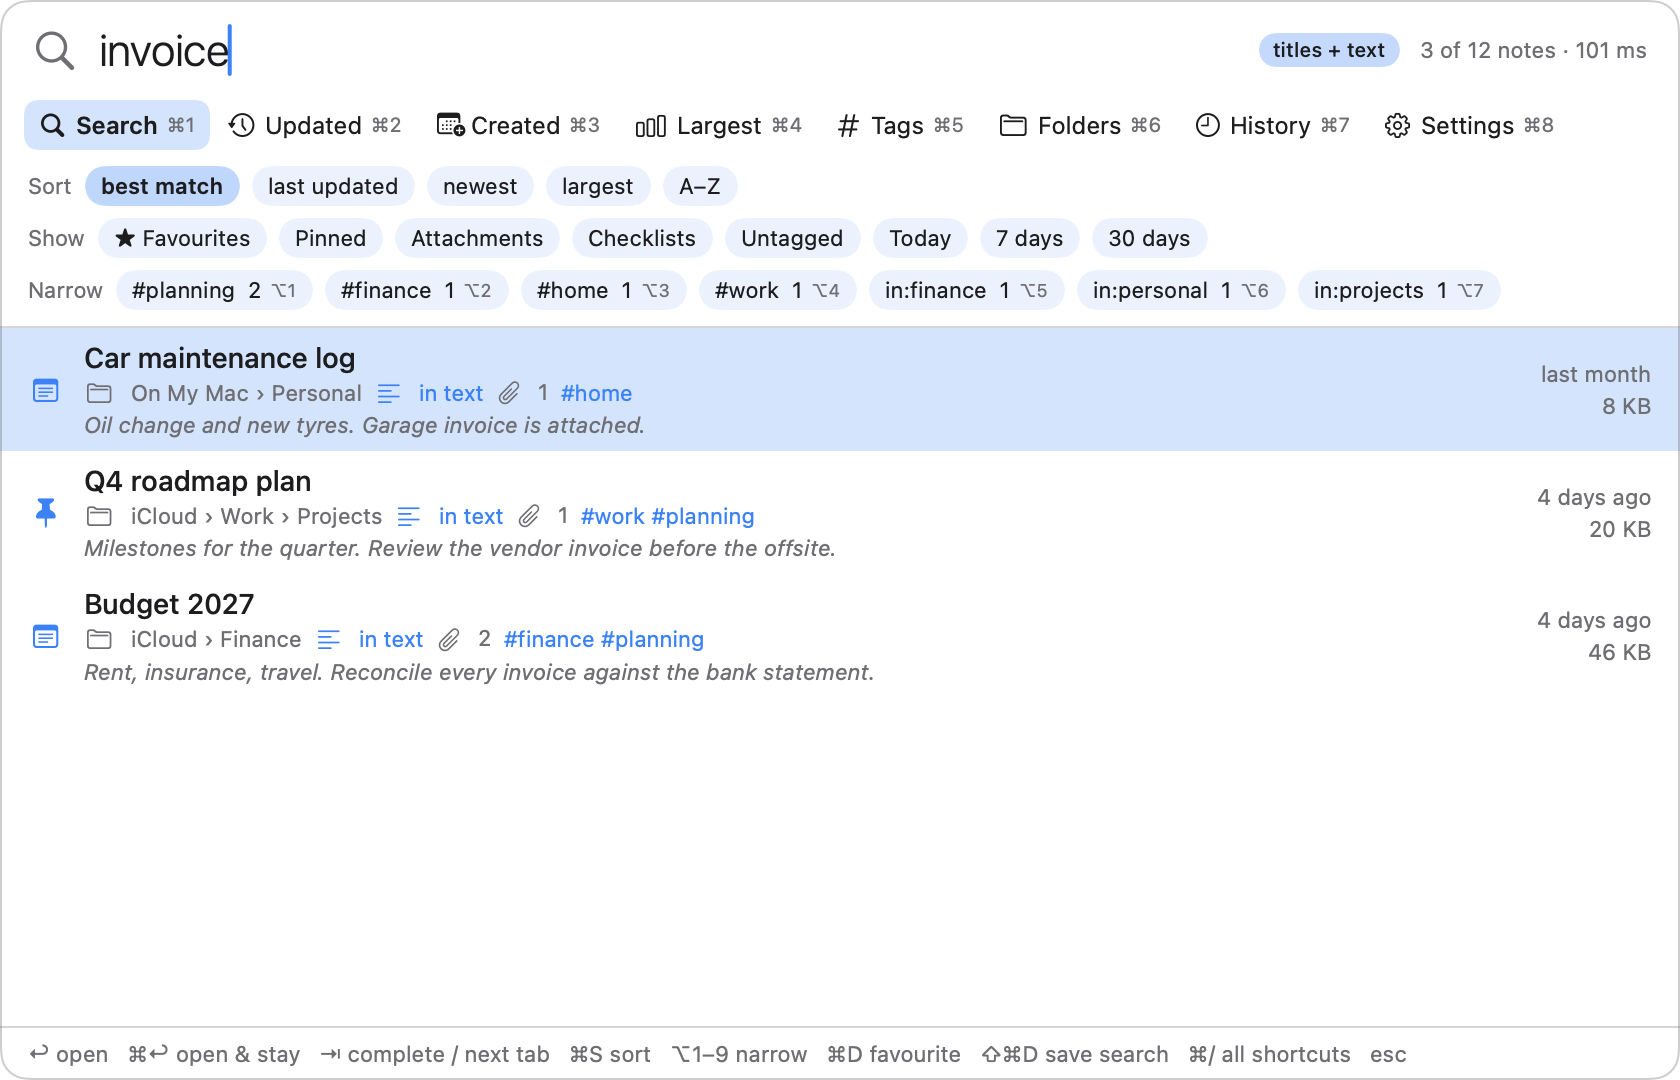 invoice titles + text 3 of 12 notes · 101 ms
Search ⌘1 Updated ⌘2 Created ⌘3 Largest ⌘4 Tags ⌘5 Folders ⌘6 History ⌘7 Settings ⌘8
Sort best match last updated newest largest A–Z
Show ★ Favourites Pinned Attachments Checklists Untagged Today 7 days 30 days
Narrow #planning 2 ⌥1 #finance 1 ⌥2 #home 1 ⌥3 #work 1 ⌥4 in:finance 1 ⌥5 in:personal 1 ⌥6 in:projects 1 ⌥7
Car maintenance log
last month
On My Mac › Personal in text 1 #home
8 KB
Oil change and new tyres. Garage invoice is attached.
Q4 roadmap plan
4 days ago
iCloud › Work › Projects in text 1 #work #planning
20 KB
Milestones for the quarter. Review the vendor invoice before the offsite.
Budget 2027
4 days ago
iCloud › Finance in text 2 #finance #planning
46 KB
Rent, insurance, travel. Reconcile every invoice against the bank statement.
↩ open ⌘↩ open & stay ⇥ complete / next tab ⌘S sort ⌥1–9 narrow ⌘D favourite ⇧⌘D save search ⌘/ all shortcuts esc